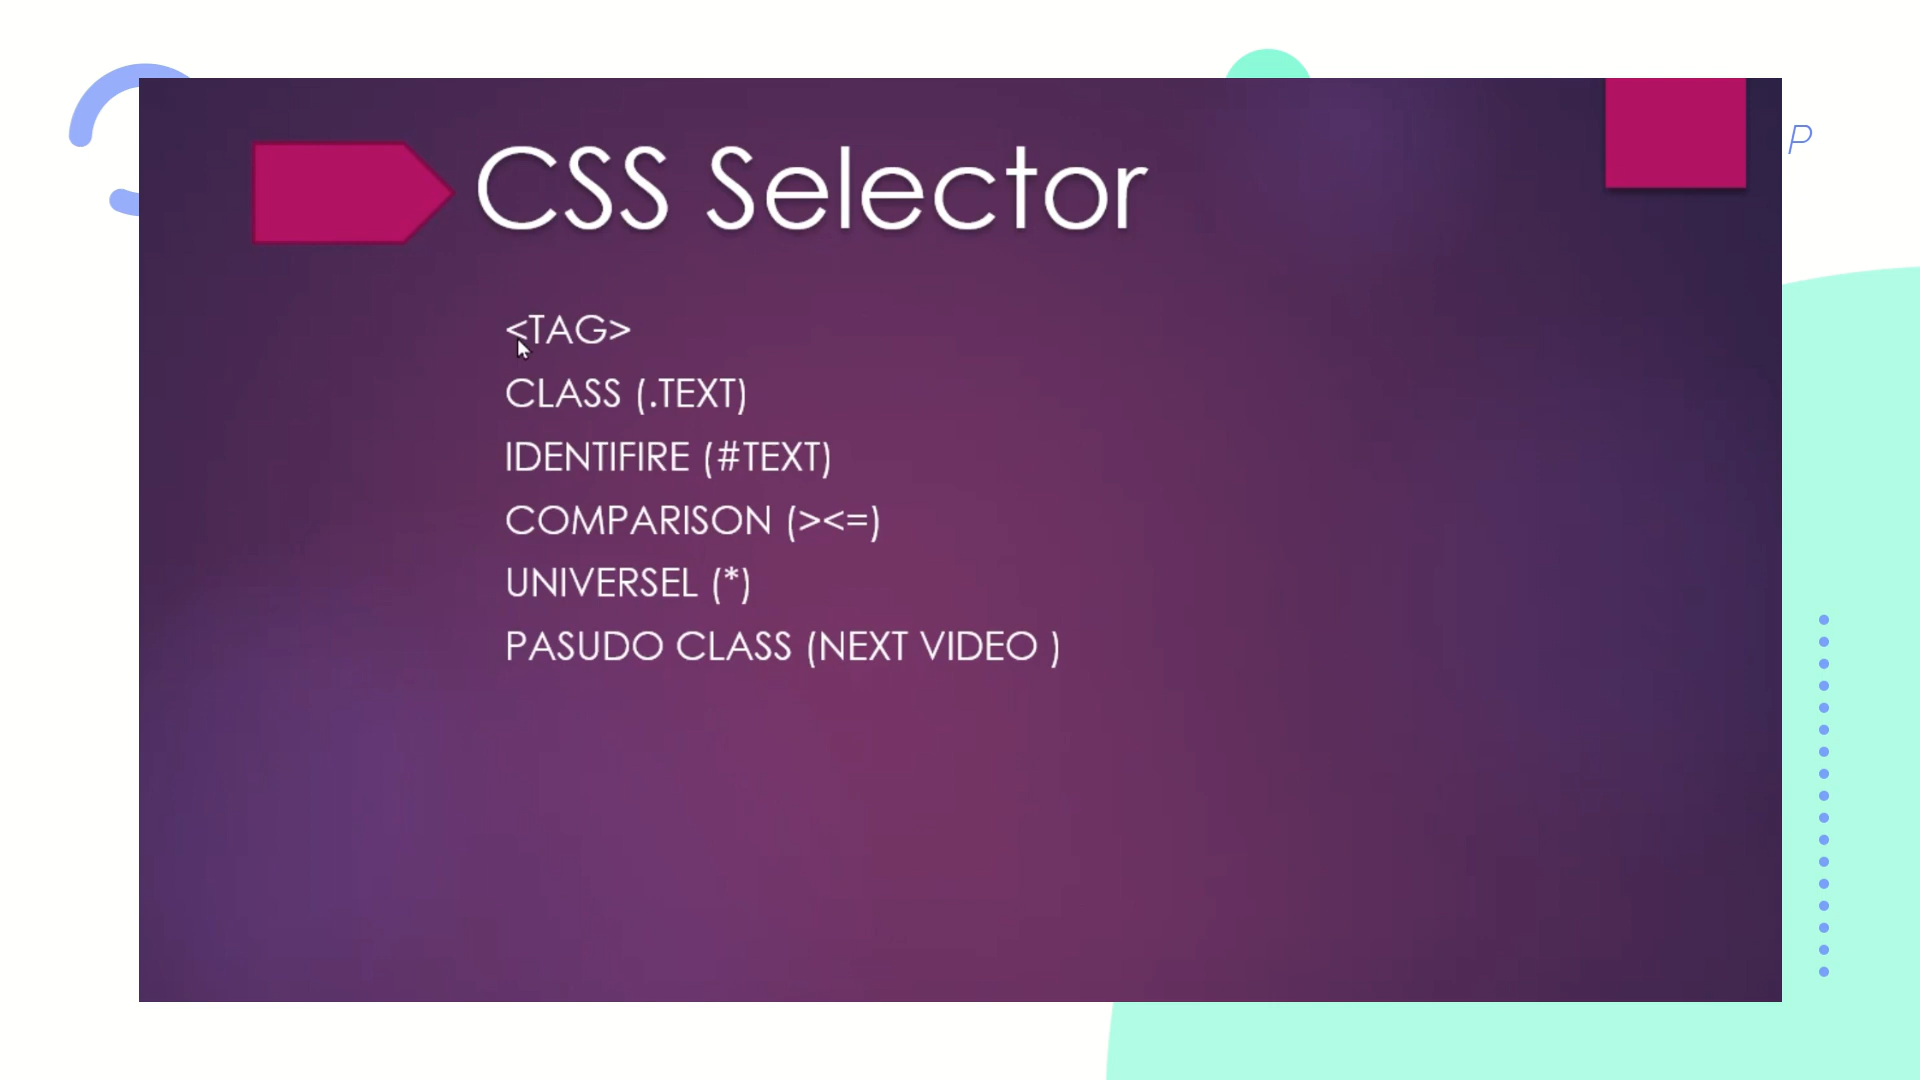 CSS Selector
P
<TAG>
CLASS (.TEXT)
IDENTIFIRE (#TEXT)
COMPARISON (><=)
UNIVERSEL (*)
PASUDO CLASS (NEXT VIDEO )